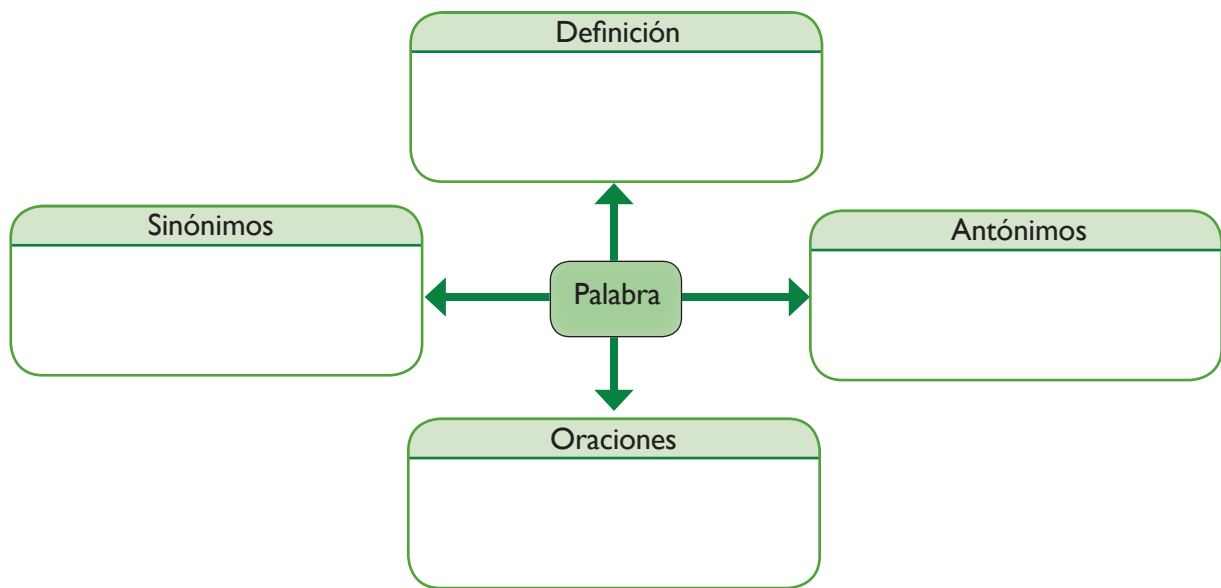 Definición
Sinónimos
Antónimos
Palabra
Oraciones